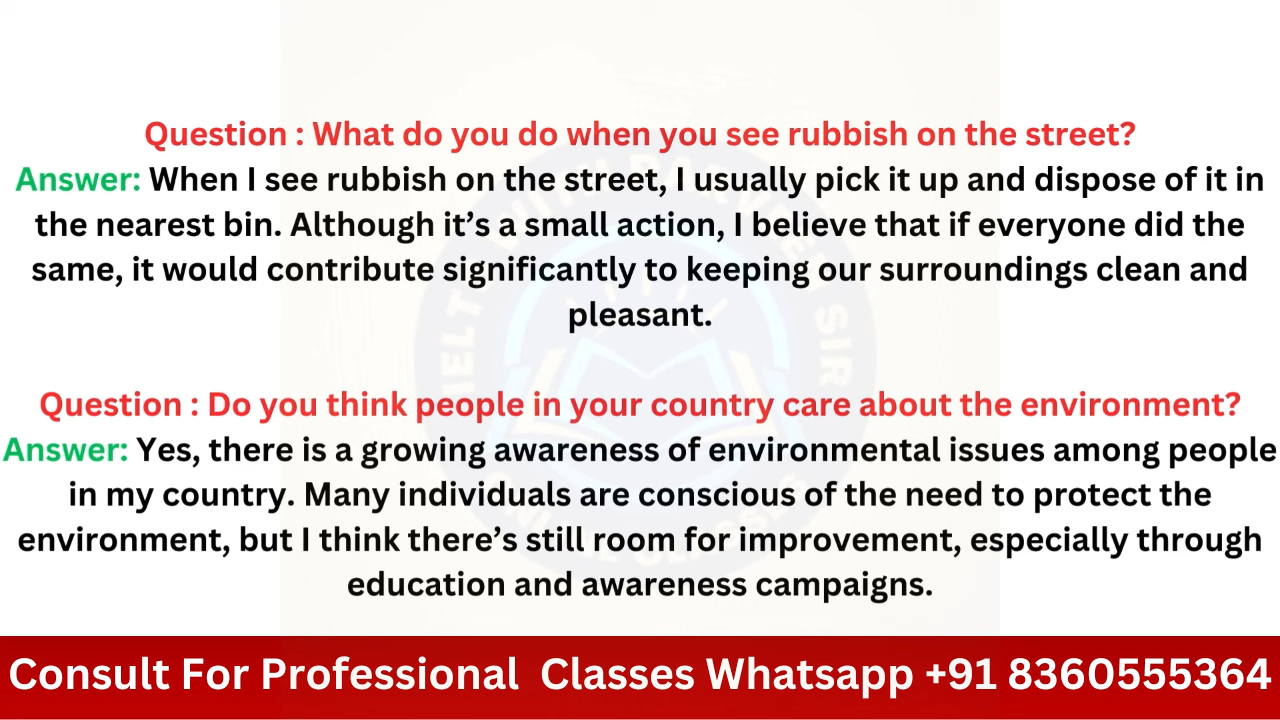 Question : What do you do when you see rubbish on the street?
Answer: When I see rubbish on the street, I usually pick it up and dispose of it in
the nearest bin. Although it’s a small action, I believe that if everyone did the
same, it would contribute significantly to keeping our surroundings clean and
pleasant.
Question : Do you think people in your country care about the environment?
Answer: Yes, there is a growing awareness of environmental issues among people
in my country. Many individuals are conscious of the need to protect the
environment, but I think there’s still room for improvement, especially through
education and awareness campaigns.
Consult For Professional Classes Whatsapp +91 8360555364